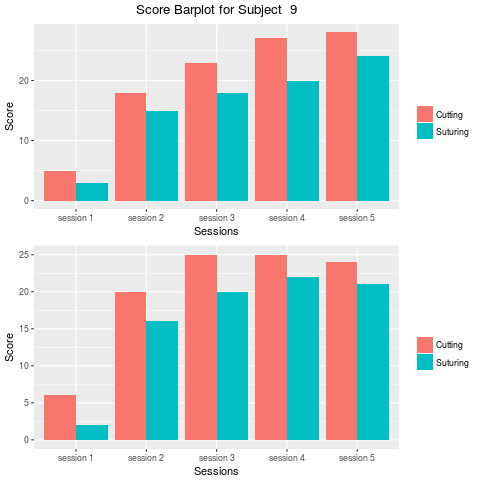 Score Barplot for Subject  9
20
10
0
Score
session 1 session 2 session 3 session 4 session 5
Sessions
Cutting
Suturing
25
20
15
10
5
0
Score
session 1 session 2 session 3 session 4 session 5
Sessions
Cutting
Suturing